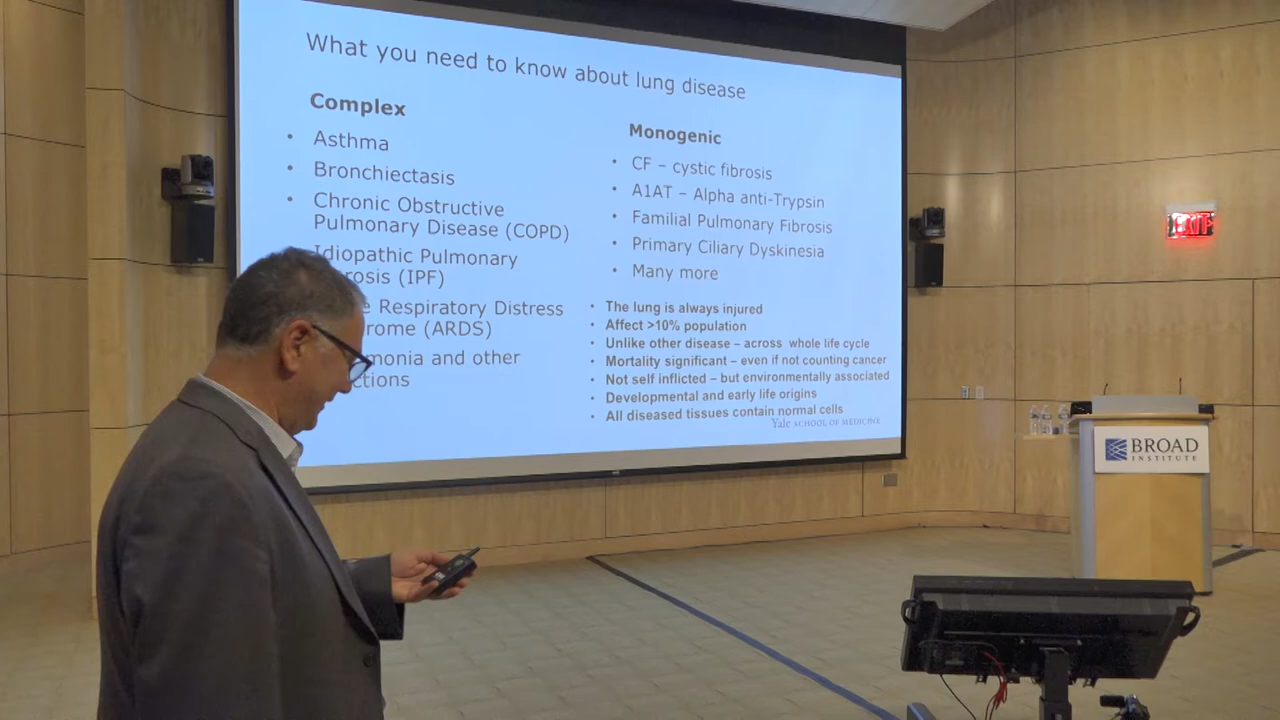 What you need to know about lung disease
Complex
• Asthma
• Bronchiectasis
• Chronic Obstructive
Pulmonary Disease (COPD)
Idiopathic Pulmonary
(IPF)
Respiratory Distress
(ARDS)
and other
Monogenic
• CF – cystic fibrosis
• A1AT – Alpha anti-Trypsin
• Familial Pulmonary Fibrosis
• Primary Ciliary Dyskinesia
• Many more
• The lung is always injured
• Affect >10% population
• Unlike other disease – across whole life cycle
• Mortality significant – even if not counting cancer
• Not self inflicted – but environmentally associated
• Developmental and early life origins
• All diseased tissues contain normal cells
Yale SCHOOL OF MEDICINE
EXIT
BROAD
INSTITUTE